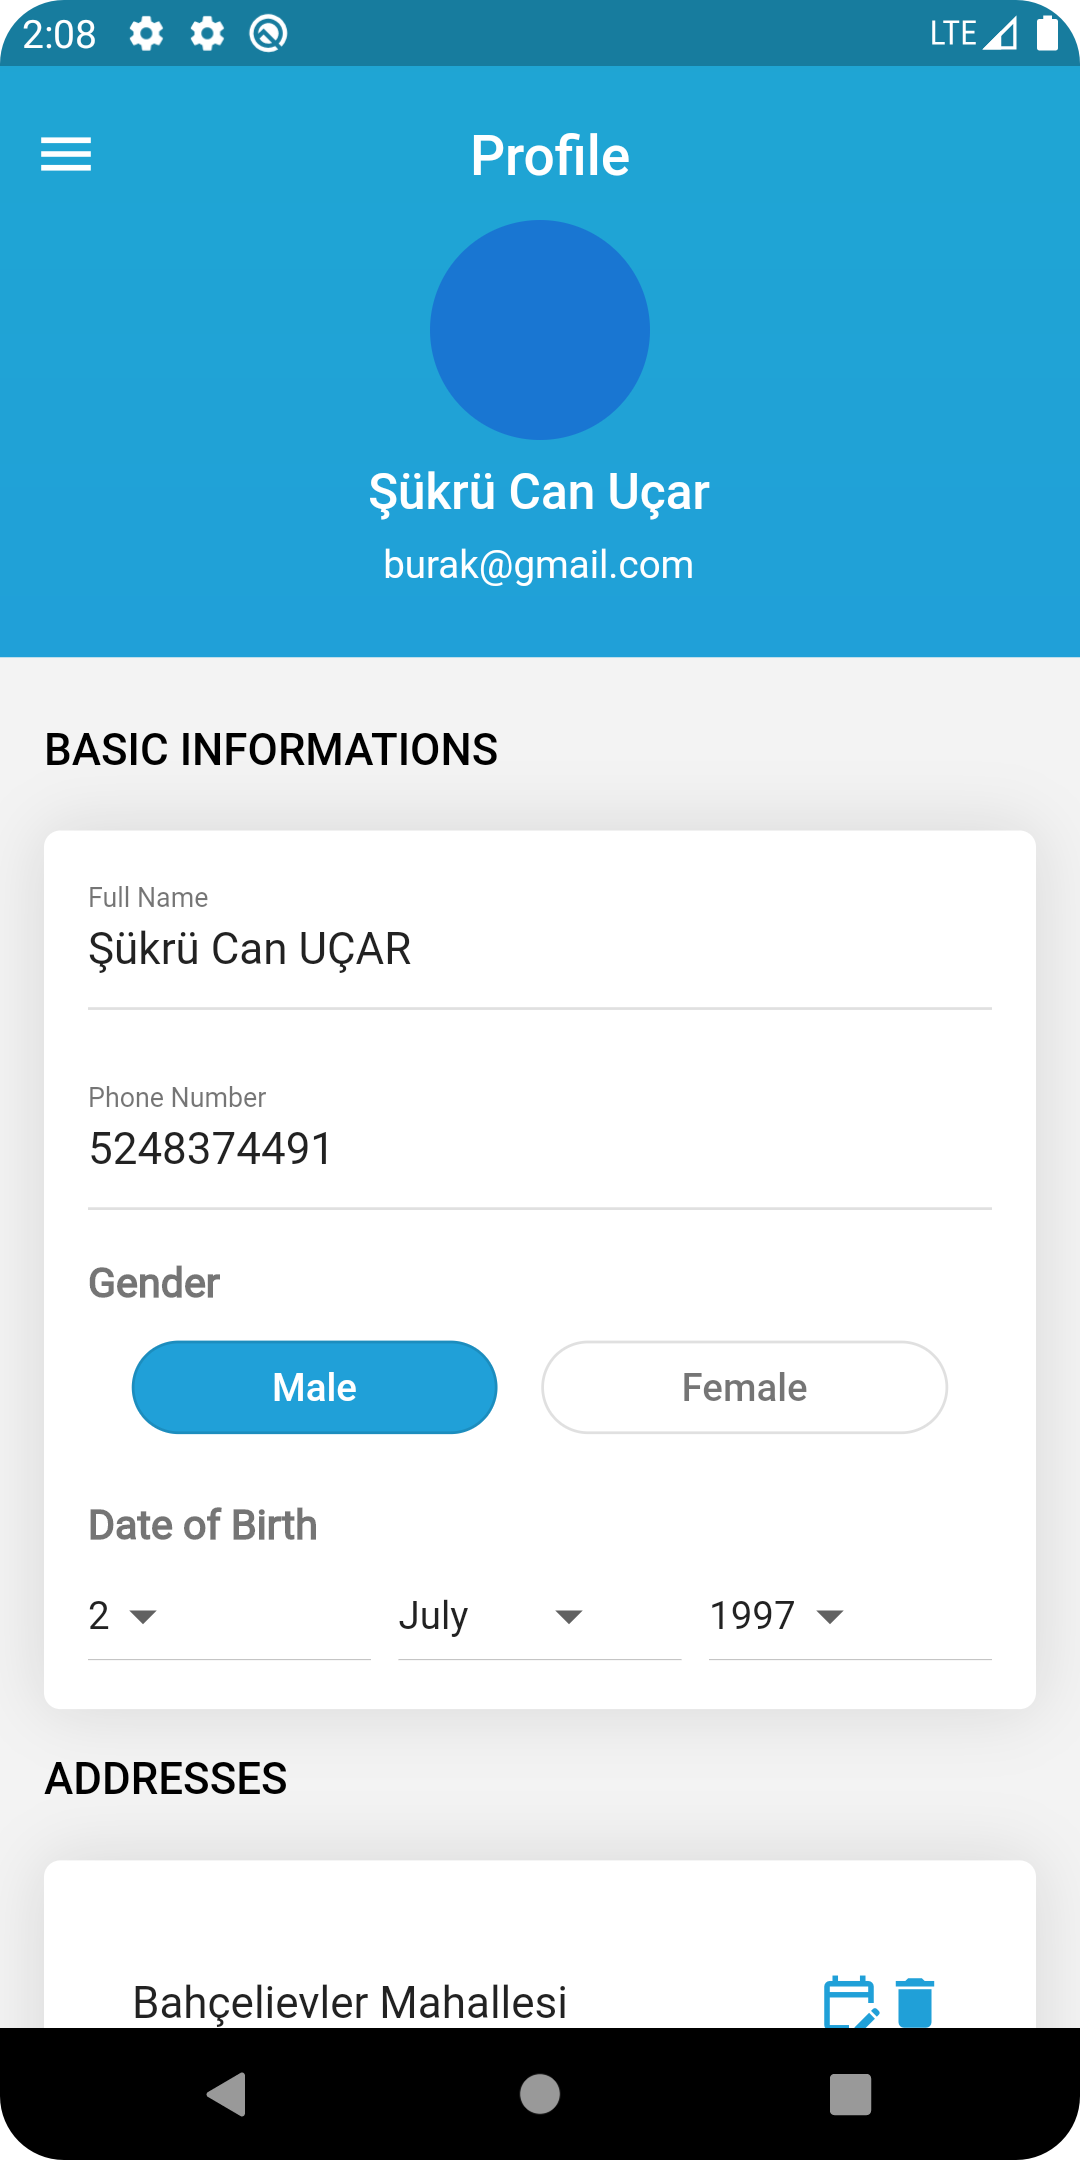 2:08 LTE
Profile
Şükrü Can Uçar
burak@gmail.com
BASIC INFORMATIONS
Full Name
Şükrü Can UÇAR
Phone Number
5248374491
Gender
Male Female
Date of Birth
2 July 1997
ADDRESSES
Bahçelievler Mahallesi